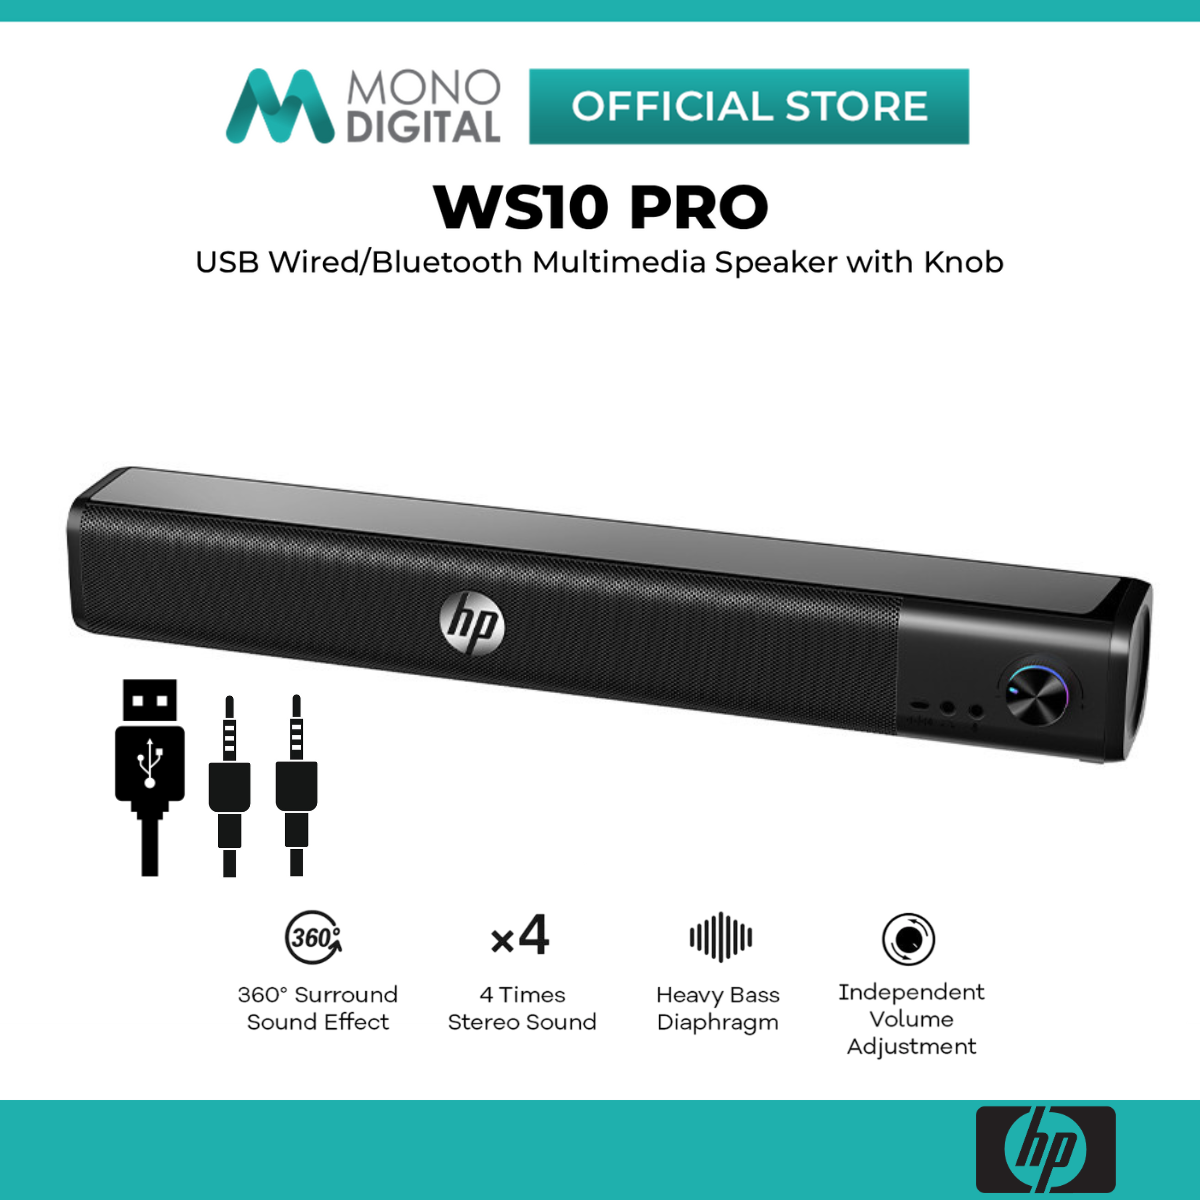 MONO
DIGITAL
OFFICIAL STORE
WS10 PRO
USB Wired/Bluetooth Multimedia Speaker with Knob
hp
360°
×4
360° Surround
Sound Effect
4 Times
Stereo Sound
Heavy Bass
Diaphragm
Independent
Volume
Adjustment
hp